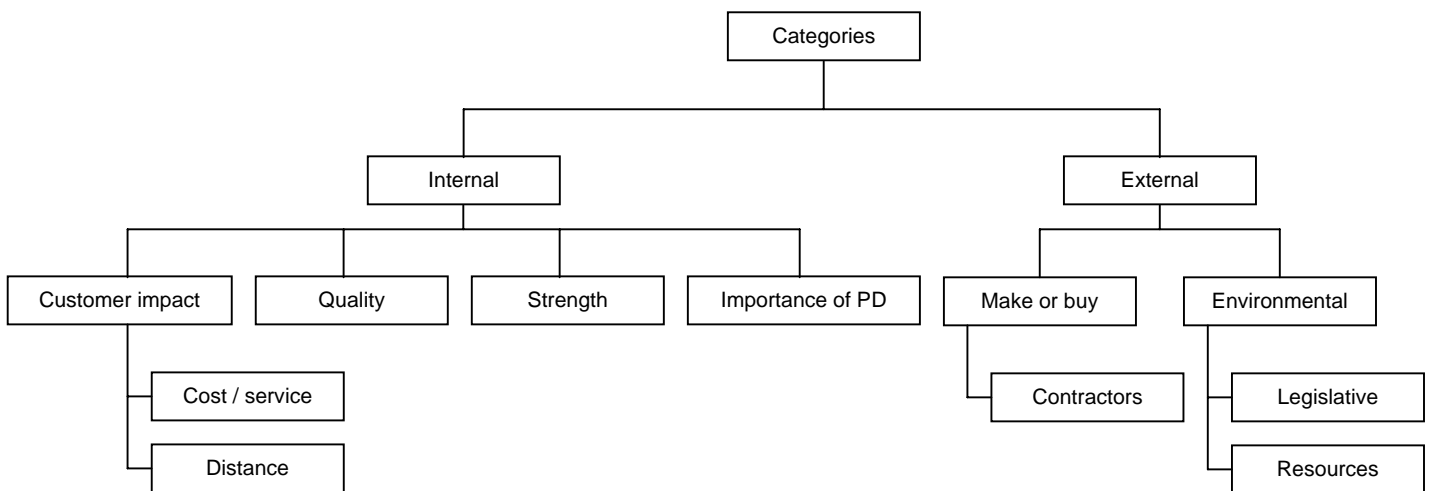 Categories
Internal
External
Customer impact
Quality
Strength
Importance of PD
Make or buy
Environmental
Cost / service
Contractors
Legislative
Distance
Resources